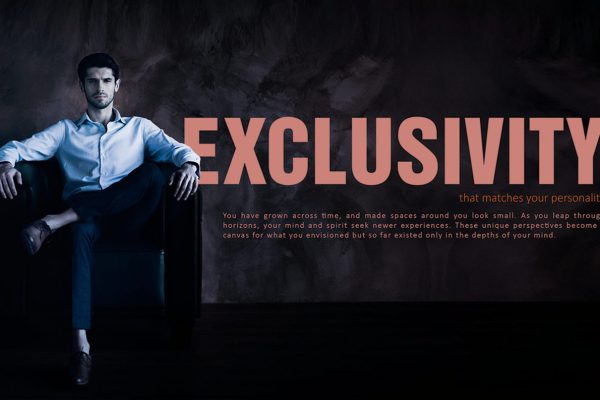 EXCLUSIVITY
that matches your personalit
You have grown across time, and made spaces around you look small. As you leap throug
horizons, your mind and spirit seek newer experiences. These unique perspectives become
canvas for what you envisioned but so far existed only in the depths of your mind.